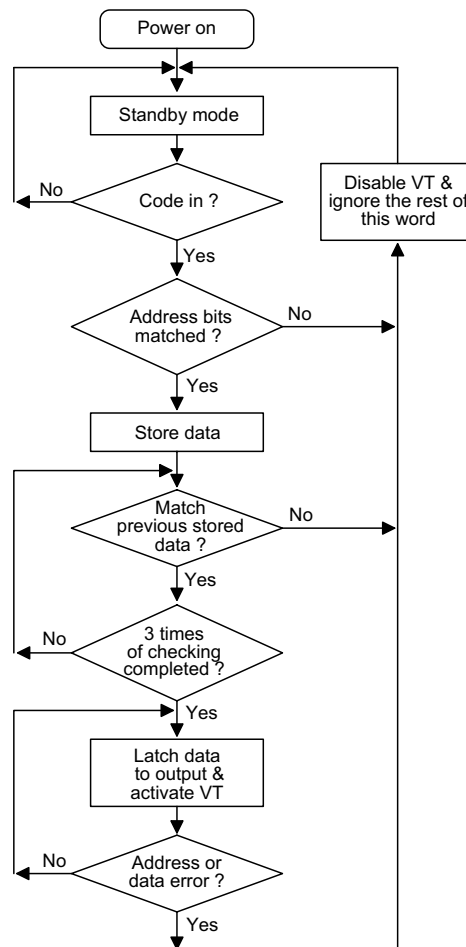 Power on
Standby mode
No
Code in ?
Yes
Disable VT &
ignore the rest of
this word
Address bits
matched ?
No
Yes
Store data
Match
previous stored
data ?
No
Yes
No
3 times
of checking
completed ?
Yes
Latch data
to output &
activate VT
No
Address or
data error ?
Yes